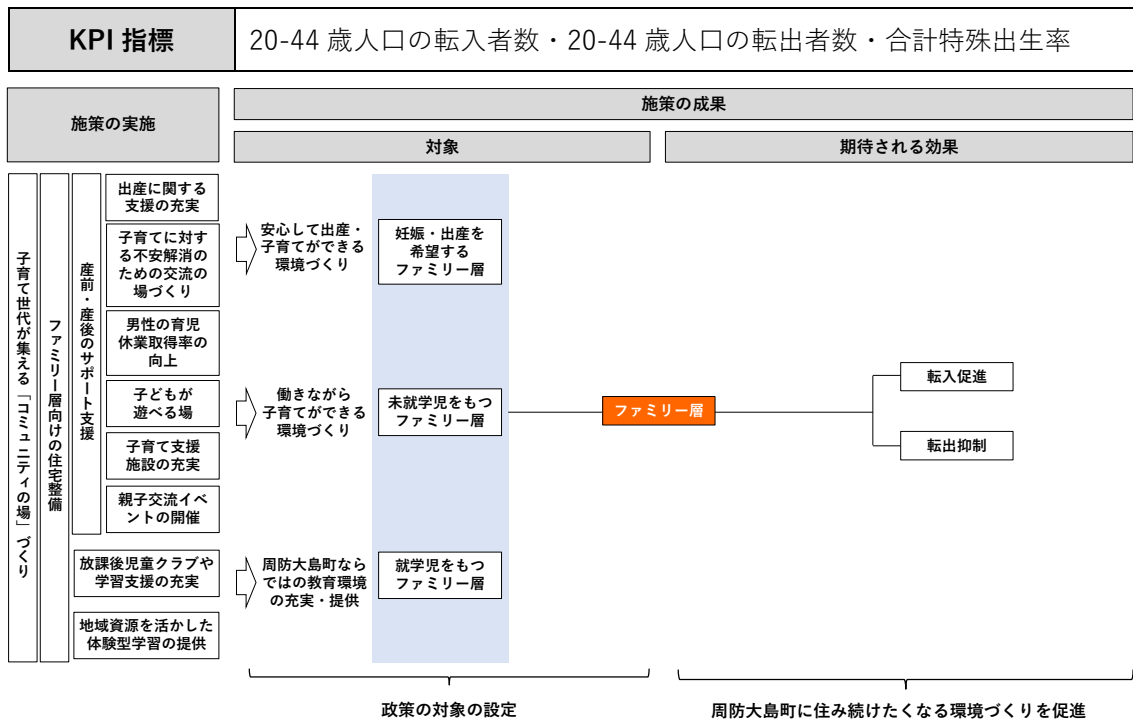 KPI 指標
20-44 歳人口の転入者数・20-44 歳人口の転出者数・合計特殊出生率
施策の実施
施策の成果
対象
期待される効果
子育て世代が集える「コミュニティの場」づくり
ファミリー層向けの住宅整備
産前・産後のサポート支援
出産に関する
支援の充実
子育てに対す
る不安解消の
ための交流の
場づくり
男性の育児
休業取得率の
向上
子どもが
遊べる場
子育て支援
施設の充実
親子交流イベ
ントの開催
放課後児童クラブや
学習支援の充実
地域資源を活かした
体験型学習の提供
安心して出産・
子育てができる
環境づくり
働きながら
子育てができる
環境づくり
周防大島町なら
ではの教育環境
の充実・提供
妊娠・出産を
希望する
ファミリー層
未就学児をもつ
ファミリー層
就学児をもつ
ファミリー層
ファミリー層
転入促進
転出抑制
政策の対象の設定
周防大島町に住み続けたくなる環境づくりを促進